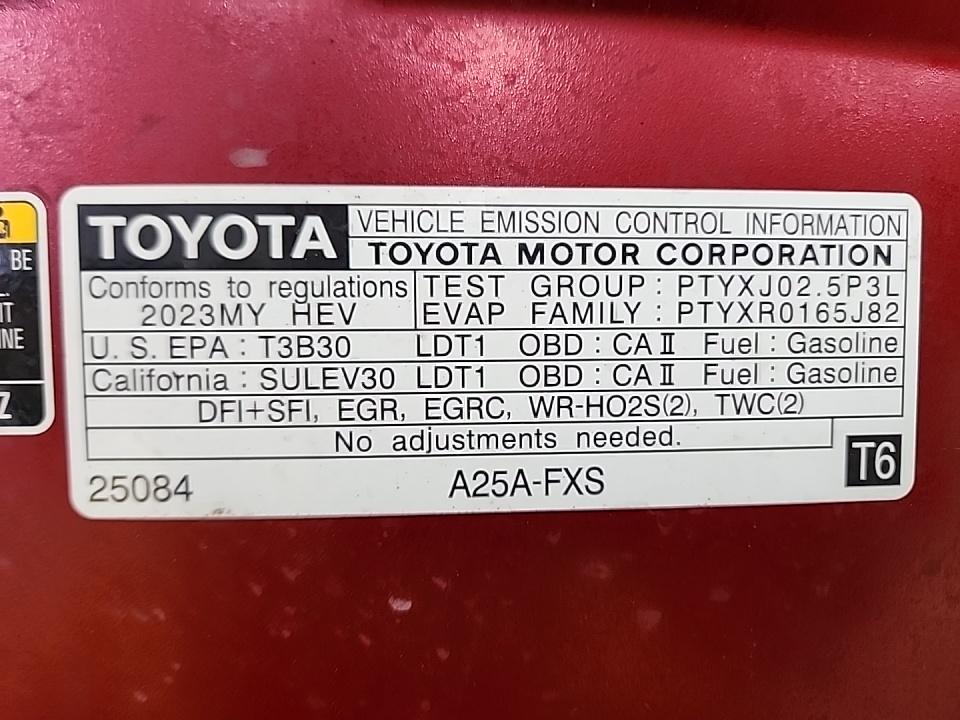 TOYOTA
VEHICLE EMISSION CONTROL INFORMATION
TOYOTA MOTOR CORPORATION
Conforms to regulations
2023MY HEV
TEST GROUP : PTYXJ02.5P3L
EVAP FAMILY : PTYXR0165J82
U. S. EPA : T3B30 LDT1 OBD : CA II Fuel : Gasoline
California : SULEV30 LDT1 OBD : CA II Fuel : Gasoline
DFI+SFI, EGR, EGRC, WR-HO2S(2), TWC(2)
No adjustments needed.
T6
25084 A25A-FXS
BE